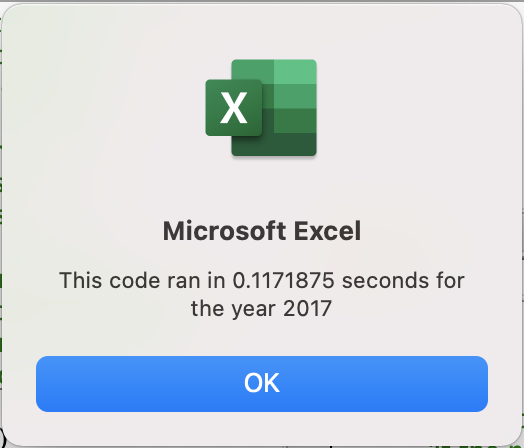 X
Microsoft Excel
This code ran in 0.1171875 seconds for
the year 2017
OK